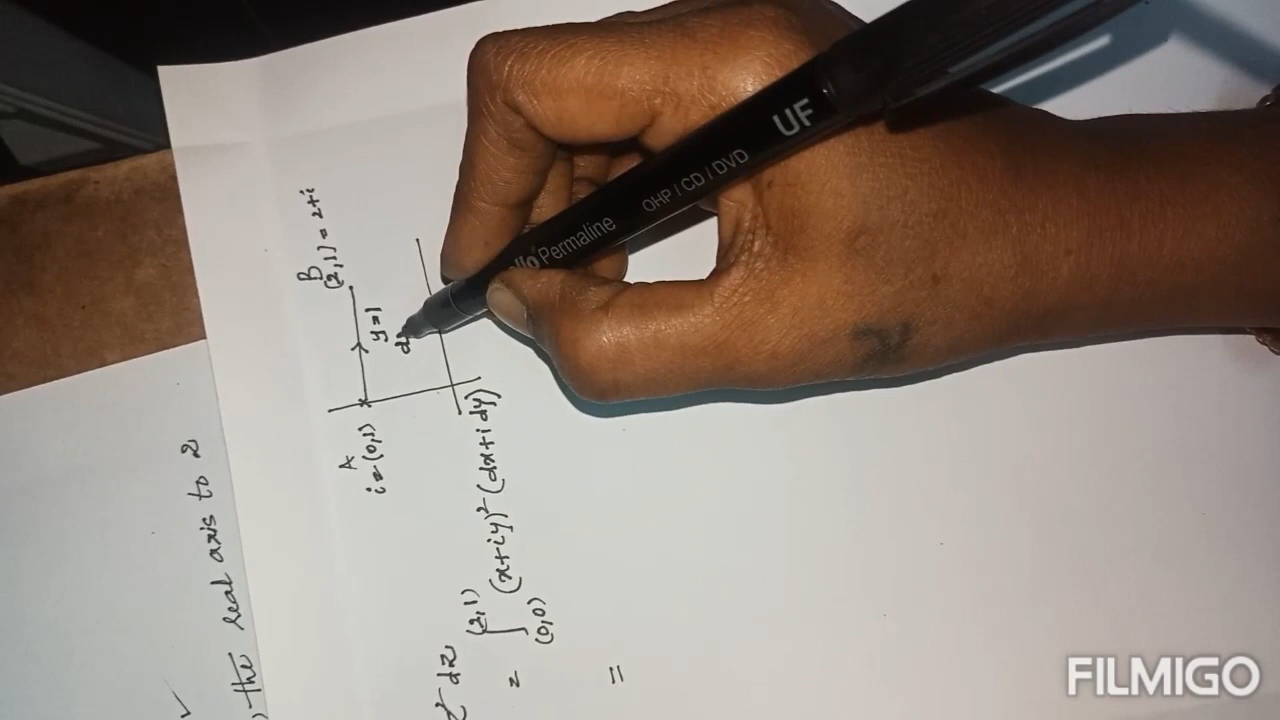 the real axis to 2
A
i = (0,1)
B
(2,1) = 2+i
y=1
z² dz
= ∫ (x+iy)² (dx+i dy)
(2,1)
(0,0)
=
Permaline
OHP / CD / DVD
UF
FILMIGO